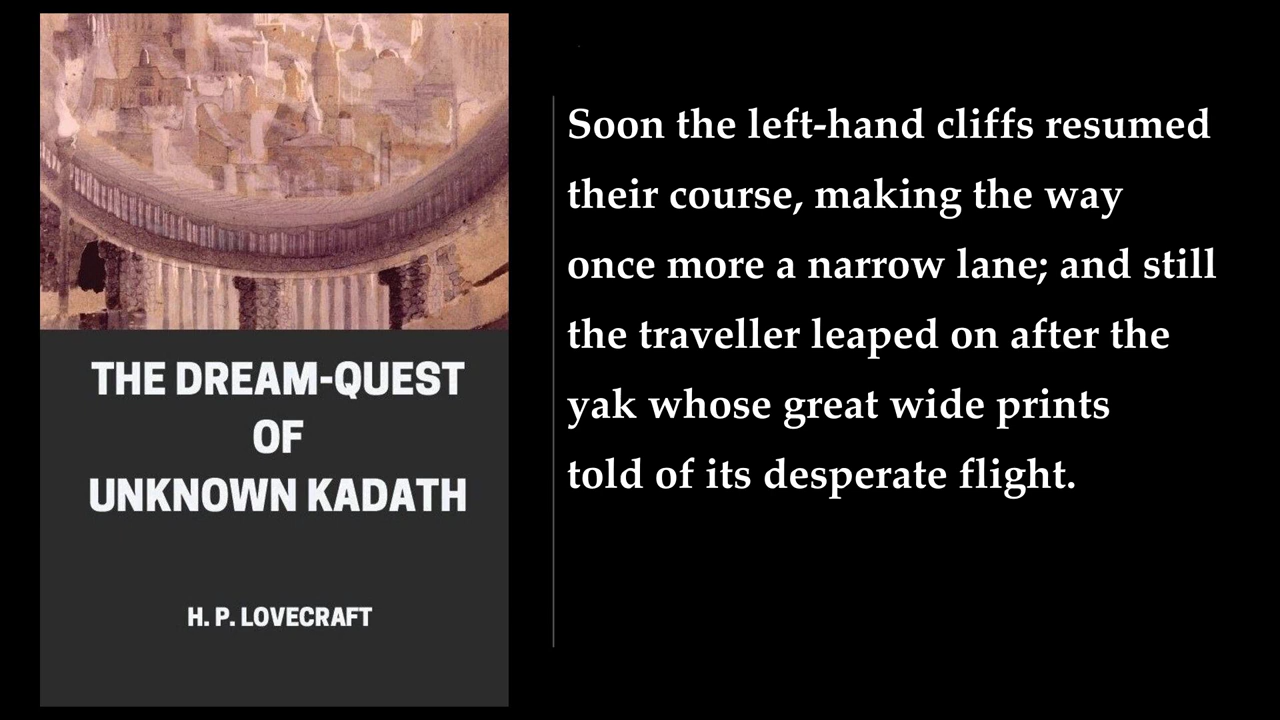 THE DREAM-QUEST
OF
UNKNOWN KADATH
H. P. LOVECRAFT
Soon the left-hand cliffs resumed
their course, making the way
once more a narrow lane; and still
the traveller leaped on after the
yak whose great wide prints
told of its desperate flight.